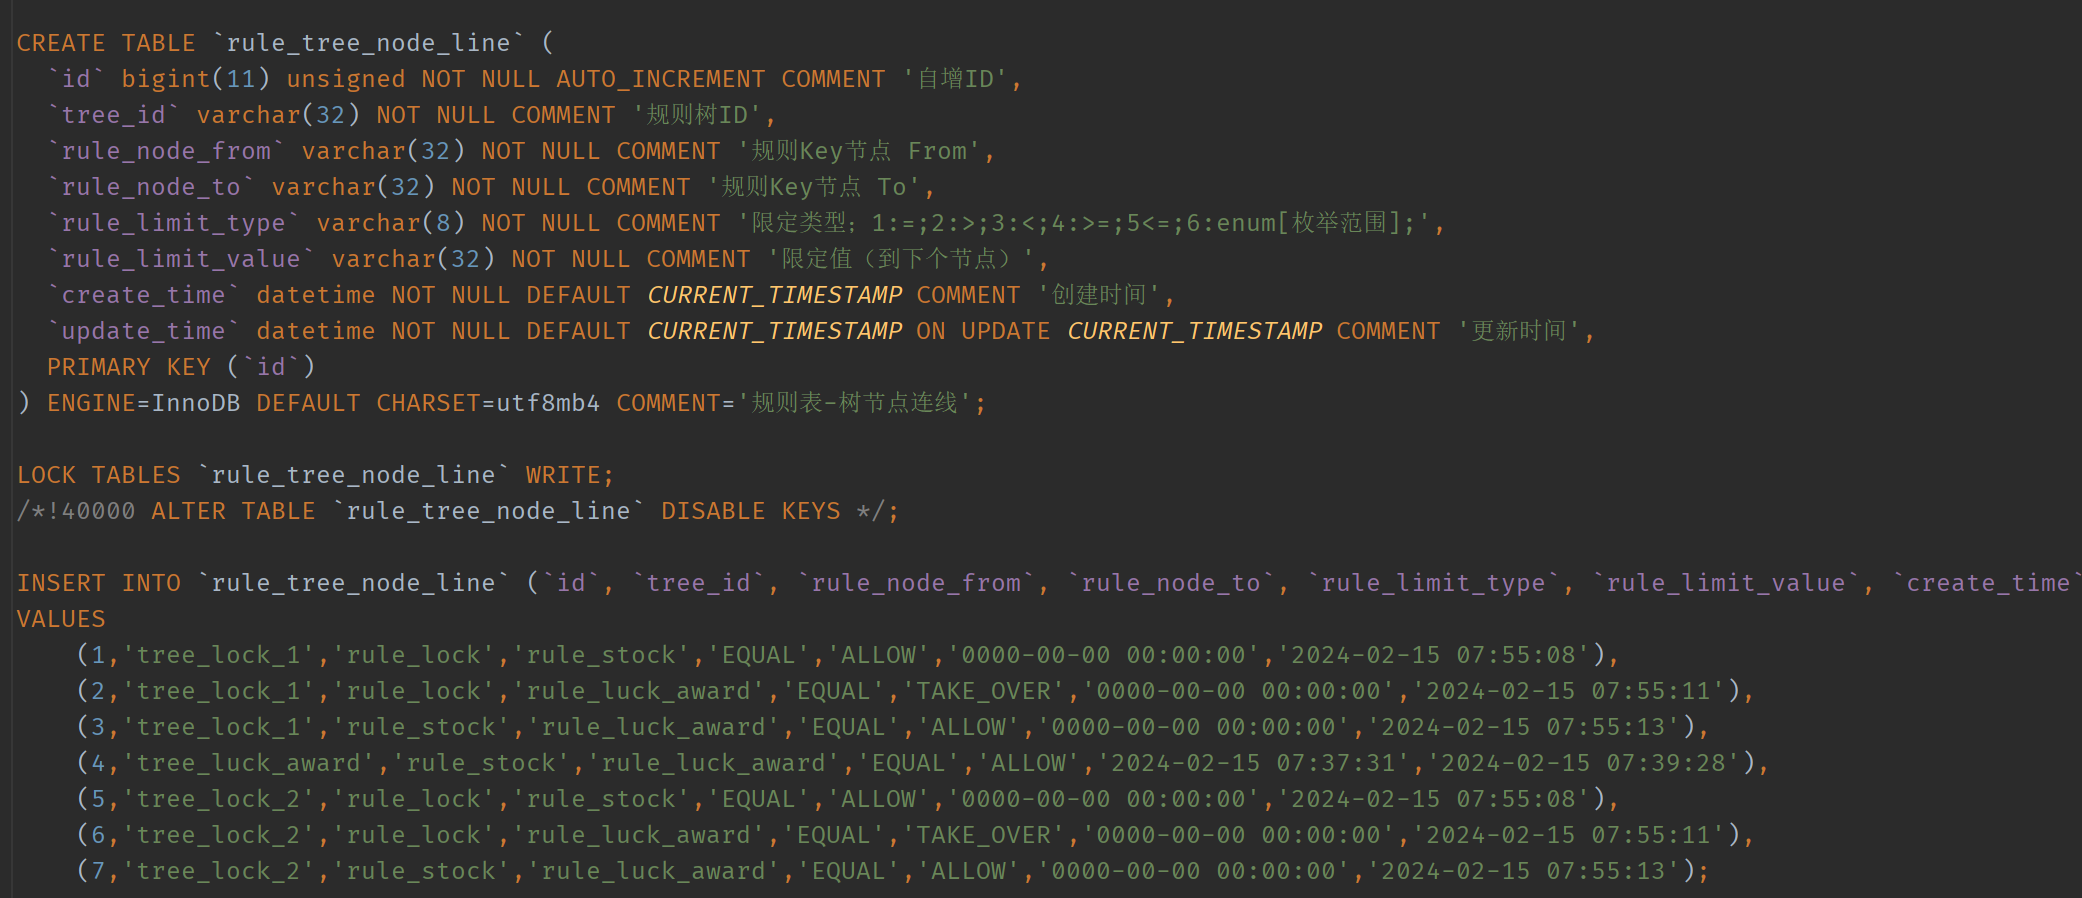 CREATE TABLE `rule_tree_node_line` (
  `id` bigint(11) unsigned NOT NULL AUTO_INCREMENT COMMENT '自增ID',
  `tree_id` varchar(32) NOT NULL COMMENT '规则树ID',
  `rule_node_from` varchar(32) NOT NULL COMMENT '规则Key节点 From',
  `rule_node_to` varchar(32) NOT NULL COMMENT '规则Key节点 To',
  `rule_limit_type` varchar(8) NOT NULL COMMENT '限定类型；1:=;2:>;3:<;4:>=;5<=;6:enum[枚举范围];',
  `rule_limit_value` varchar(32) NOT NULL COMMENT '限定值（到下个节点）',
  `create_time` datetime NOT NULL DEFAULT CURRENT_TIMESTAMP COMMENT '创建时间',
  `update_time` datetime NOT NULL DEFAULT CURRENT_TIMESTAMP ON UPDATE CURRENT_TIMESTAMP COMMENT '更新时间',
  PRIMARY KEY (`id`)
) ENGINE=InnoDB DEFAULT CHARSET=utf8mb4 COMMENT='规则表-树节点连线';
LOCK TABLES `rule_tree_node_line` WRITE;
/*!40000 ALTER TABLE `rule_tree_node_line` DISABLE KEYS */;
INSERT INTO `rule_tree_node_line` (`id`, `tree_id`, `rule_node_from`, `rule_node_to`, `rule_limit_type`, `rule_limit_value`, `create_time`
VALUES
    (1,'tree_lock_1','rule_lock','rule_stock','EQUAL','ALLOW','0000-00-00 00:00:00','2024-02-15 07:55:08'),
    (2,'tree_lock_1','rule_lock','rule_luck_award','EQUAL','TAKE_OVER','0000-00-00 00:00:00','2024-02-15 07:55:11'),
    (3,'tree_lock_1','rule_stock','rule_luck_award','EQUAL','ALLOW','0000-00-00 00:00:00','2024-02-15 07:55:13'),
    (4,'tree_luck_award','rule_stock','rule_luck_award','EQUAL','ALLOW','2024-02-15 07:37:31','2024-02-15 07:39:28'),
    (5,'tree_lock_2','rule_lock','rule_stock','EQUAL','ALLOW','0000-00-00 00:00:00','2024-02-15 07:55:08'),
    (6,'tree_lock_2','rule_lock','rule_luck_award','EQUAL','TAKE_OVER','0000-00-00 00:00:00','2024-02-15 07:55:11'),
    (7,'tree_lock_2','rule_stock','rule_luck_award','EQUAL','ALLOW','0000-00-00 00:00:00','2024-02-15 07:55:13');